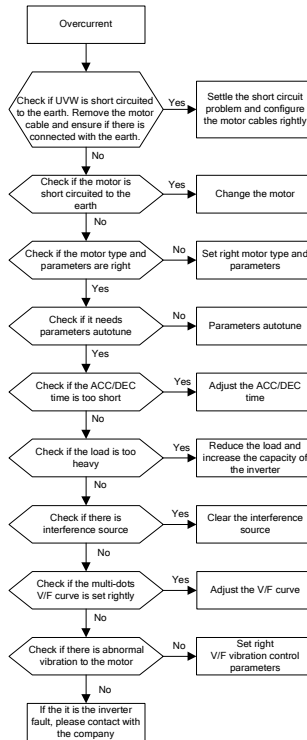 Overcurrent
Check if UVW is short circuited
to the earth. Remove the motor
cable and ensure if there is
connected with the earth.
Yes
Settle the short circuit
problem and configure
the motor cables rightly
No
Check if the motor is
short circuited to the
earth
Yes
Change the motor
No
Check if the motor type and
parameters are right
No
Set right motor type and
parameters
Yes
Check if it needs
parameters autotune
No
Parameters autotune
Yes
Check if the ACC/DEC
time is too short
Yes
Adjust the ACC/DEC
time
No
Check if the load is too
heavy
Yes
Reduce the load and
increase the capacity of
the inverter
No
Check if there is
interference source
Yes
Clear the interference
source
No
Check if the multi-dots
V/F curve is set rightly
Yes
Adjust the V/F curve
No
Check if there is abnormal
vibration to the motor
No
Set right
V/F vibration control
parameters
No
If the it is the inverter
fault, please contact with
the company